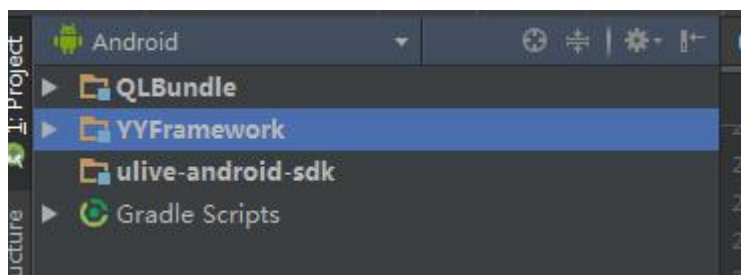 Android
1: Project
QLBundle
YYFramework
ulive-android-sdk
Gradle Scripts
ucture